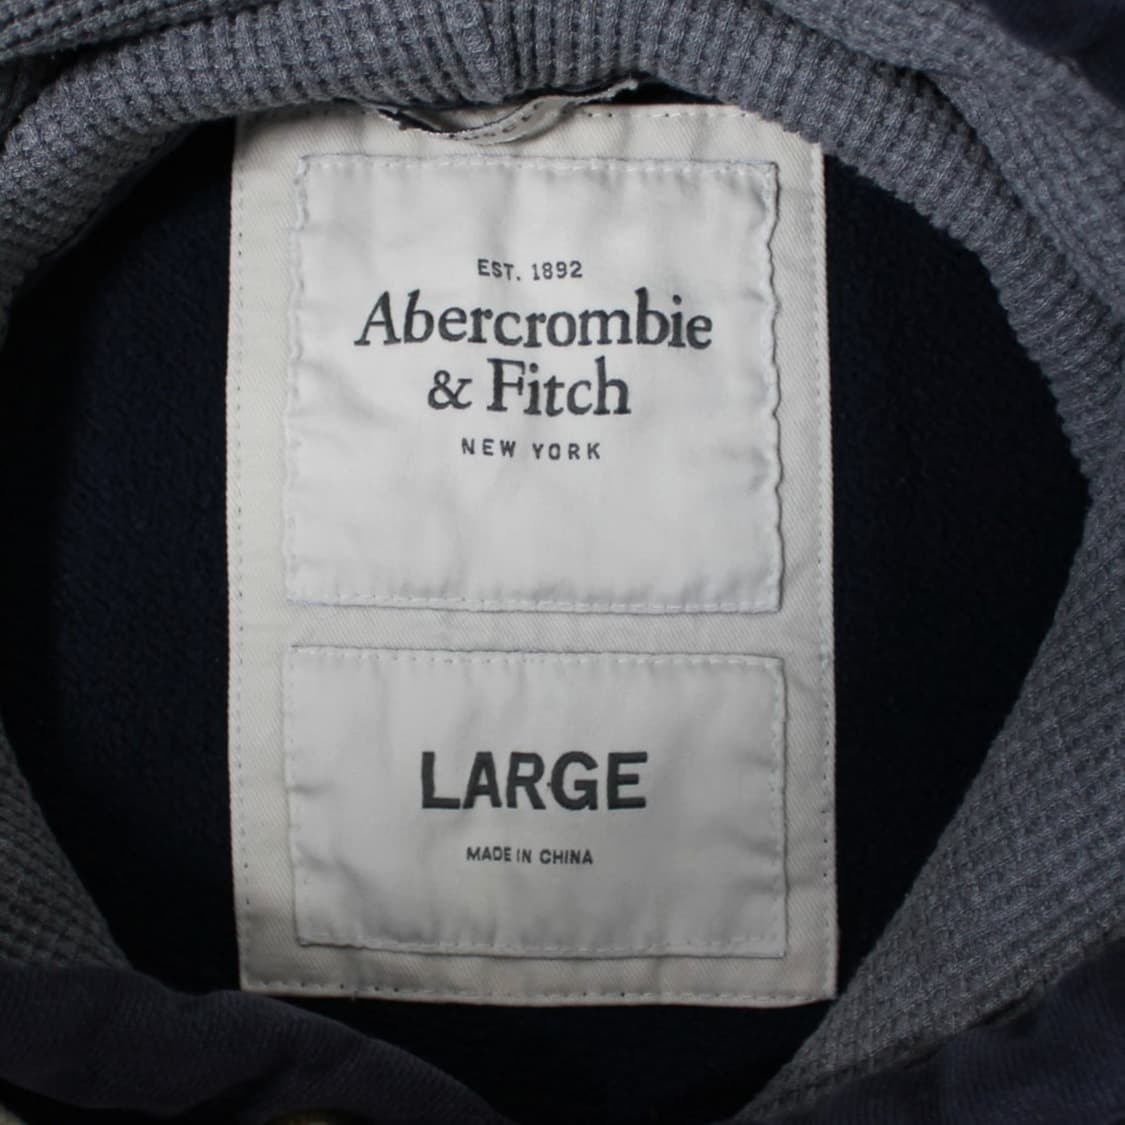 EST. 1892
Abercrombie
& Fitch
NEW YORK
LARGE
MADE IN CHINA